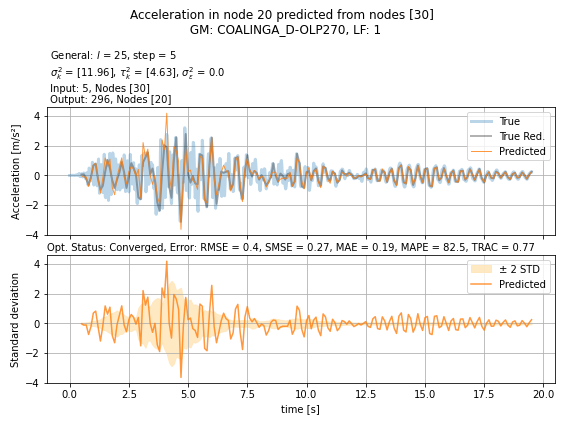 Acceleration in node 20 predicted from nodes [30]
GM: COALINGA_D-OLP270, LF: 1
General: l = 25, step = 5
σ²ₖ = [11.96], τ²ₖ = [4.63], σ²ε = 0.0
Input: 5, Nodes [30]
Output: 296, Nodes [20]
Acceleration [m/s²]
4
2
0
−2
−4
True
True Red.
Predicted
Opt. Status: Converged, Error: RMSE = 0.4, SMSE = 0.27, MAE = 0.19, MAPE = 82.5, TRAC = 0.77
Standard deviation
4
2
0
−2
−4
± 2 STD
Predicted
0.0 2.5 5.0 7.5 10.0 12.5 15.0 17.5 20.0
time [s]